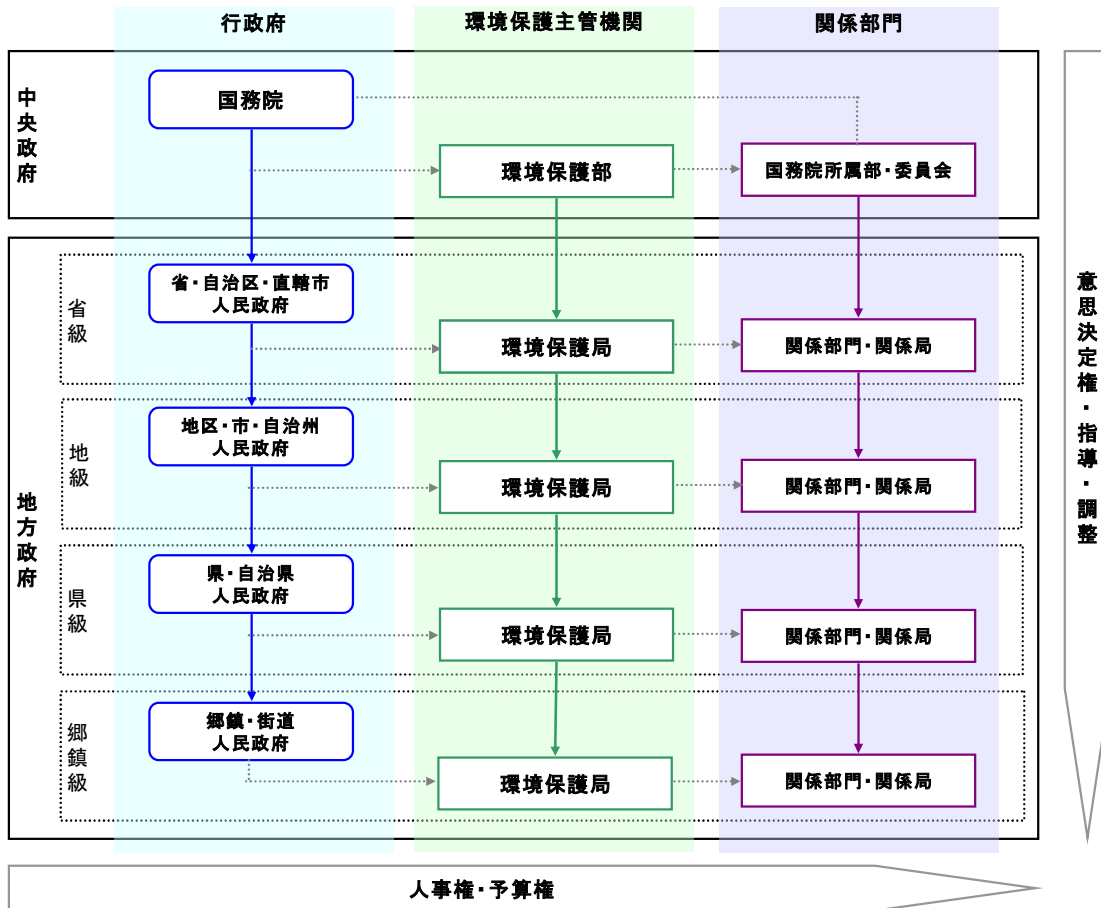 行政府
環境保護主管機関
関係部門
中央政府
国務院
環境保護部
国務院所属部・委員会
地方政府
省級
省・自治区・直轄市
人民政府
環境保護局
関係部門・関係局
地級
地区・市・自治州
人民政府
環境保護局
関係部門・関係局
県級
県・自治県
人民政府
環境保護局
関係部門・関係局
郷鎮級
郷鎮・街道
人民政府
環境保護局
関係部門・関係局
意思決定権・指導・調整
人事権・予算権